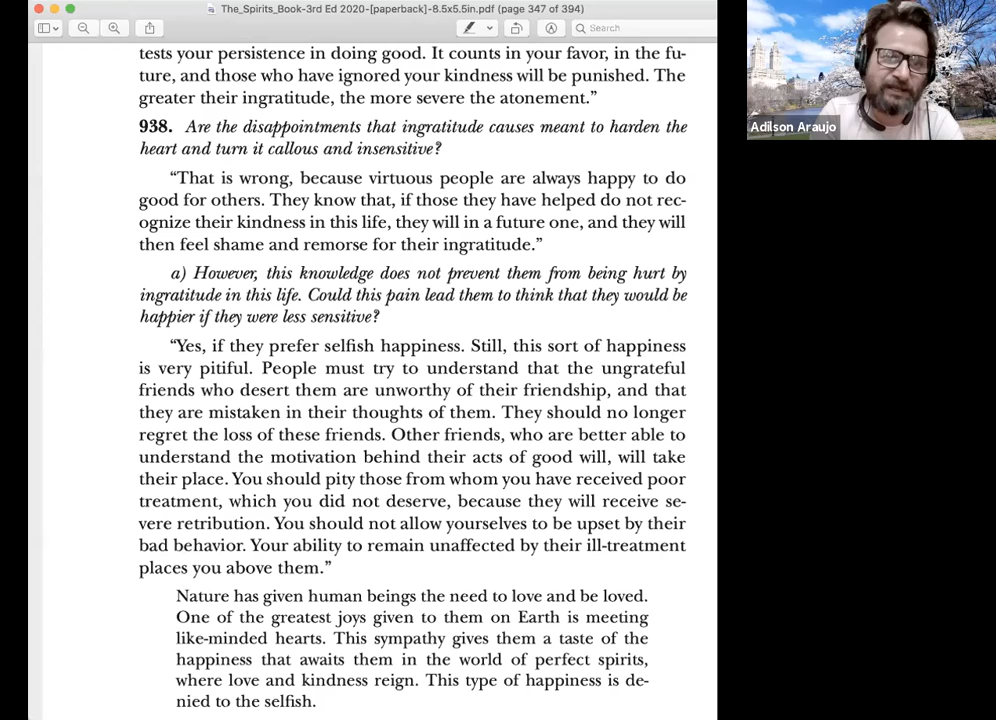 The_Spirits_Book-3rd Ed 2020-[paperback]-8.5x5.5in.pdf (page 347 of 394)
Search
tests your persistence in doing good. It counts in your favor, in the fu-
ture, and those who have ignored your kindness will be punished. The
greater their ingratitude, the more severe the atonement.”
938. Are the disappointments that ingratitude causes meant to harden the
heart and turn it callous and insensitive?
“That is wrong, because virtuous people are always happy to do
good for others. They know that, if those they have helped do not rec-
ognize their kindness in this life, they will in a future one, and they will
then feel shame and remorse for their ingratitude.”
a) However, this knowledge does not prevent them from being hurt by
ingratitude in this life. Could this pain lead them to think that they would be
happier if they were less sensitive?
“Yes, if they prefer selfish happiness. Still, this sort of happiness
is very pitiful. People must try to understand that the ungrateful
friends who desert them are unworthy of their friendship, and that
they are mistaken in their thoughts of them. They should no longer
regret the loss of these friends. Other friends, who are better able to
understand the motivation behind their acts of good will, will take
their place. You should pity those from whom you have received poor
treatment, which you did not deserve, because they will receive se-
vere retribution. You should not allow yourselves to be upset by their
bad behavior. Your ability to remain unaffected by their ill-treatment
places you above them.”
Nature has given human beings the need to love and be loved.
One of the greatest joys given to them on Earth is meeting
like-minded hearts. This sympathy gives them a taste of the
happiness that awaits them in the world of perfect spirits,
where love and kindness reign. This type of happiness is de-
nied to the selfish.
Adilson Araujo